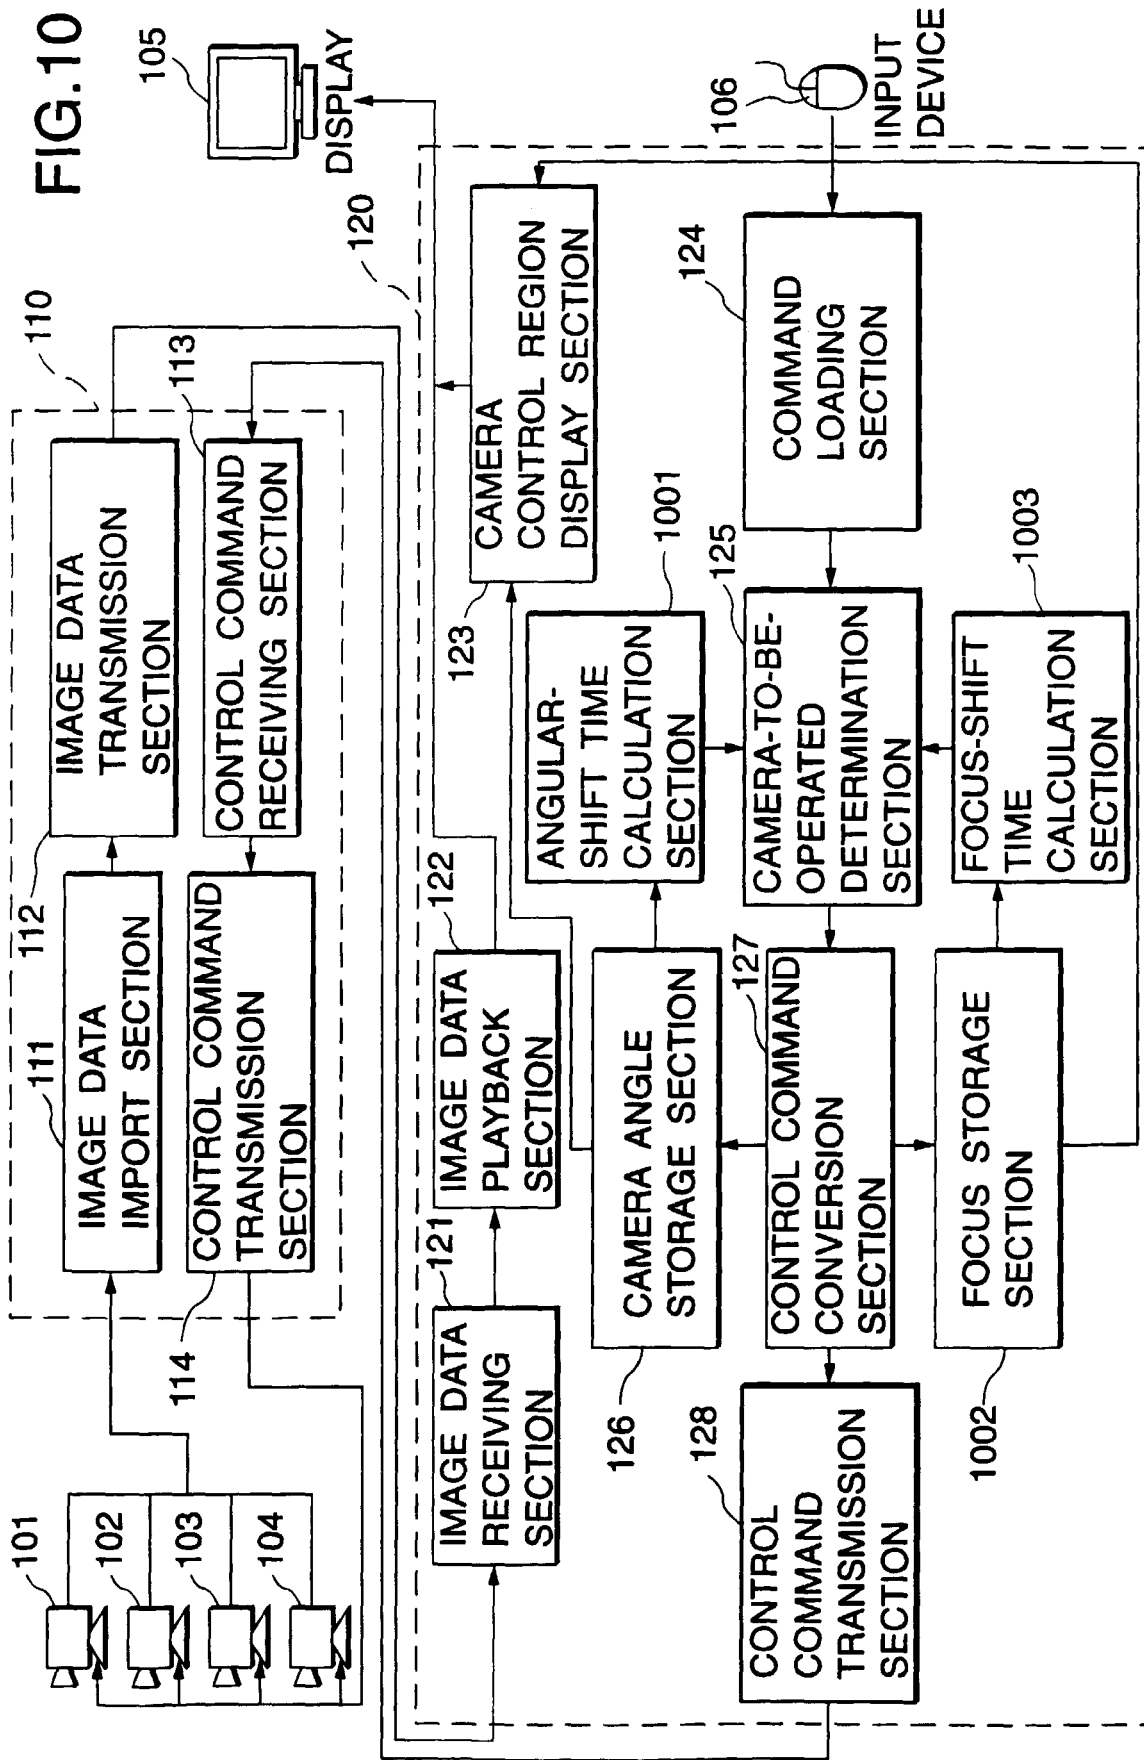 FIG.10
101
102
103
104
111
IMAGE DATA
IMPORT SECTION
112
IMAGE DATA
TRANSMISSION
SECTION
110
113
CONTROL COMMAND
RECEIVING SECTION
114
CONTROL COMMAND
TRANSMISSION
SECTION
105
DISPLAY
120
121
IMAGE DATA
RECEIVING
SECTION
122
IMAGE DATA
PLAYBACK
SECTION
123
CAMERA
CONTROL REGION
DISPLAY SECTION
126
CAMERA ANGLE
STORAGE SECTION
1001
ANGULAR-
SHIFT TIME
CALCULATION
SECTION
128
CONTROL
COMMAND
TRANSMISSION
SECTION
127
CONTROL COMMAND
CONVERSION
SECTION
125
CAMERA-TO-BE-
OPERATED
DETERMINATION
SECTION
124
COMMAND
LOADING
SECTION
106
INPUT
DEVICE
1002
FOCUS STORAGE
SECTION
1003
FOCUS-SHIFT
TIME
CALCULATION
SECTION